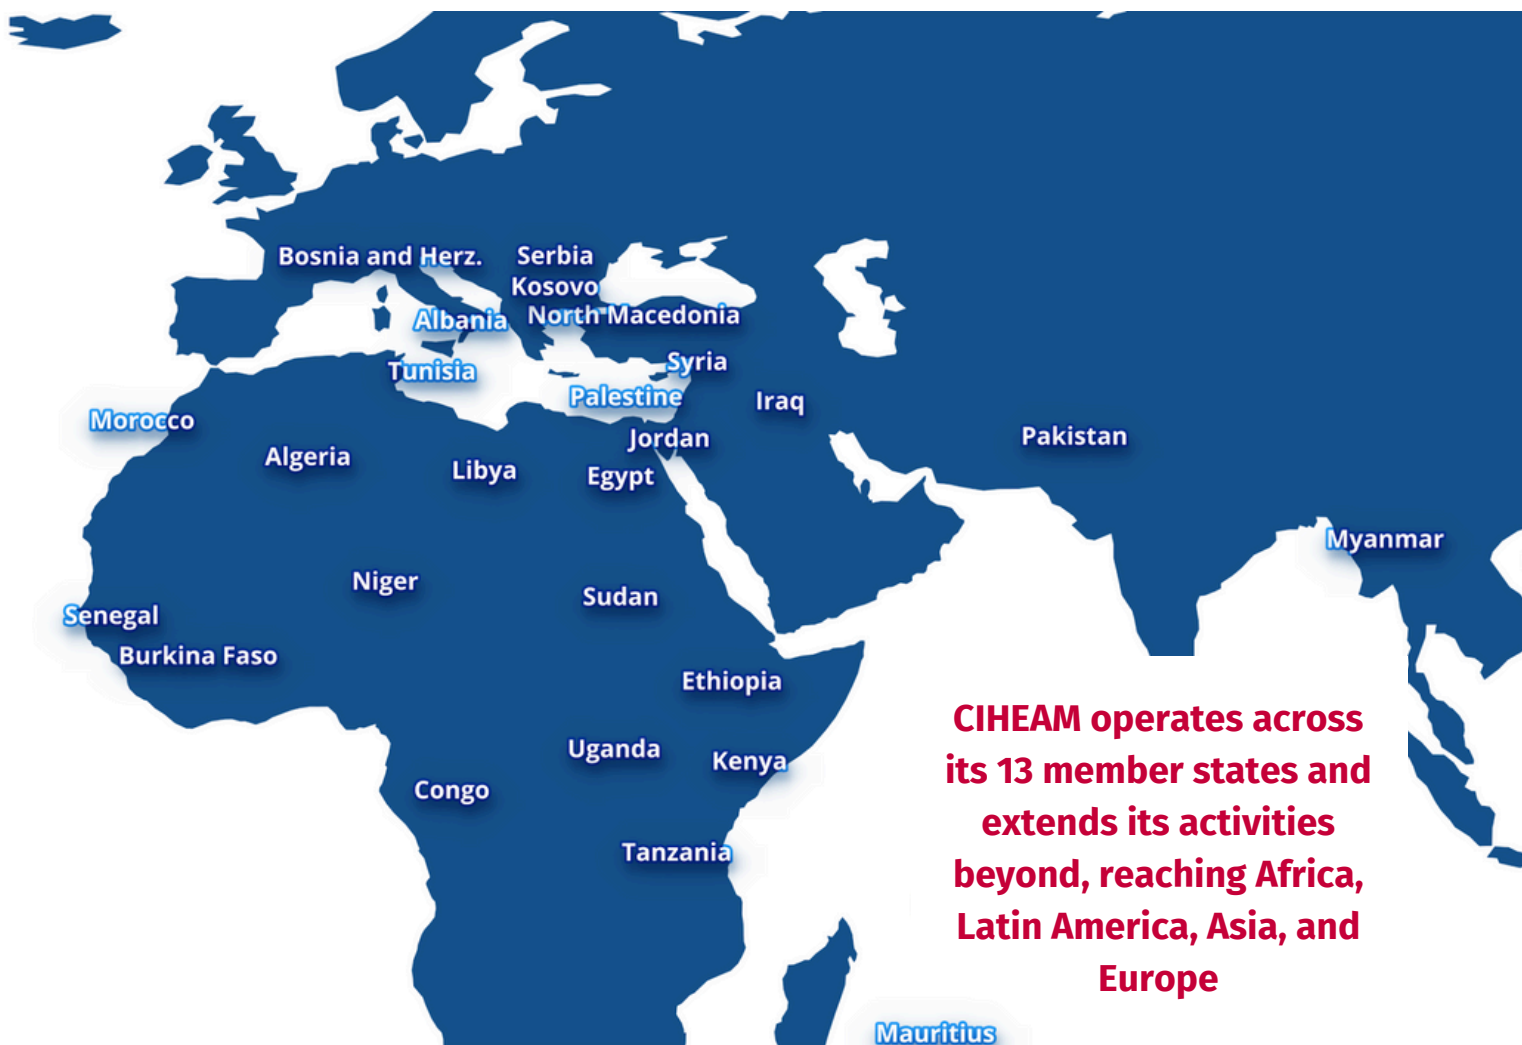 Bosnia and Herz.
Serbia
Kosovo
Albania
North Macedonia
Tunisia
Syria
Palestine
Iraq
Morocco
Jordan
Pakistan
Algeria
Libya
Egypt
Myanmar
Niger
Sudan
Senegal
Burkina Faso
Ethiopia
Uganda
Kenya
Congo
Tanzania
Mauritius
CIHEAM operates across
its 13 member states and
extends its activities
beyond, reaching Africa,
Latin America, Asia, and
Europe